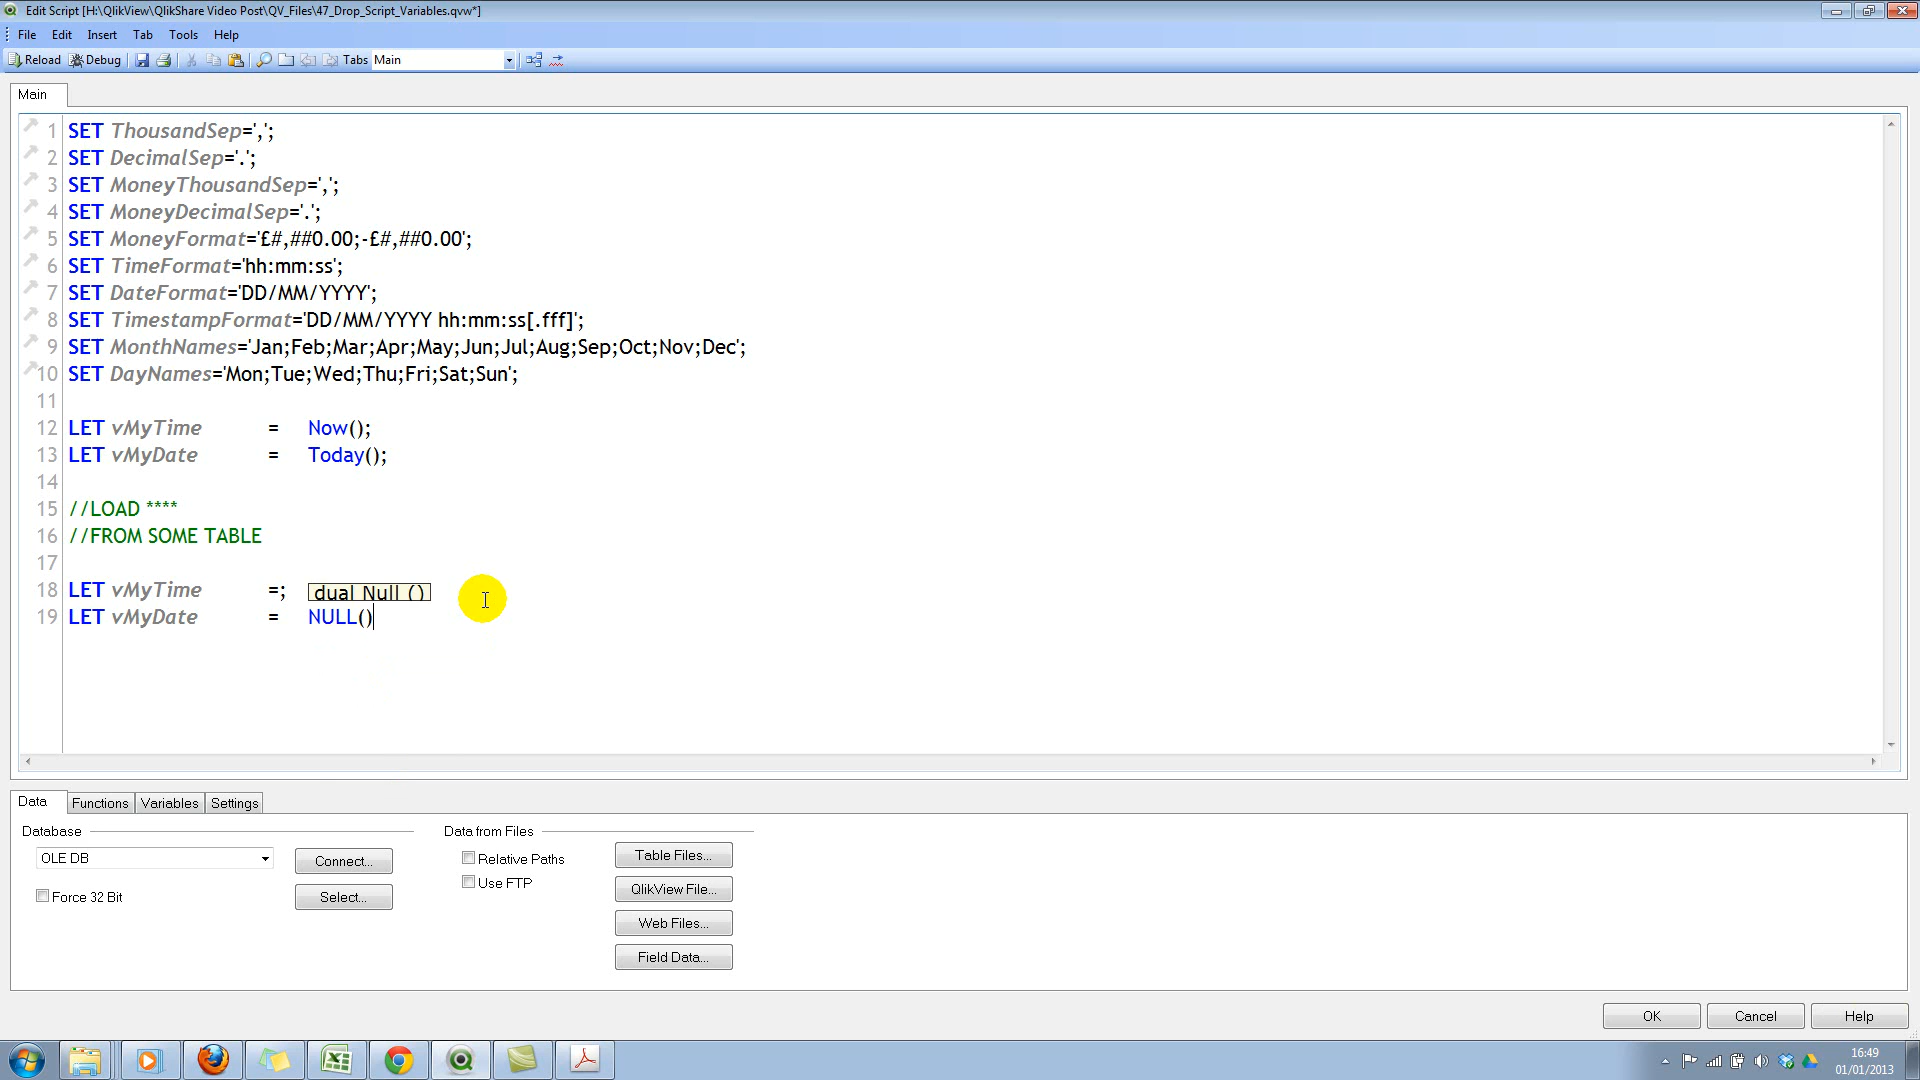 Edit Script [H:\QlikView\QlikShare Video Post\QV_Files\47_Drop_Script_Variables.qvw*]
File Edit Insert Tab Tools Help
Reload Debug Tabs Main
Main
1 SET ThousandSep=',';
2 SET DecimalSep='.';
3 SET MoneyThousandSep=',';
4 SET MoneyDecimalSep='.';
5 SET MoneyFormat='£#,##0.00;-£#,##0.00';
6 SET TimeFormat='hh:mm:ss';
7 SET DateFormat='DD/MM/YYYY';
8 SET TimestampFormat='DD/MM/YYYY hh:mm:ss[.fff]';
9 SET MonthNames='Jan;Feb;Mar;Apr;May;Jun;Jul;Aug;Sep;Oct;Nov;Dec';
10 SET DayNames='Mon;Tue;Wed;Thu;Fri;Sat;Sun';
11
12 LET vMyTime = Now();
13 LET vMyDate = Today();
14
15 //LOAD ****
16 //FROM SOME TABLE
17
18 LET vMyTime =; dual Null ()
19 LET vMyDate = NULL()
Data Functions Variables Settings
Database Data from Files
OLE DB Connect... Relative Paths Table Files...
Use FTP QlikView File...
Force 32 Bit Select...
Web Files...
Field Data...
OK Cancel Help
16:49
01/01/2013